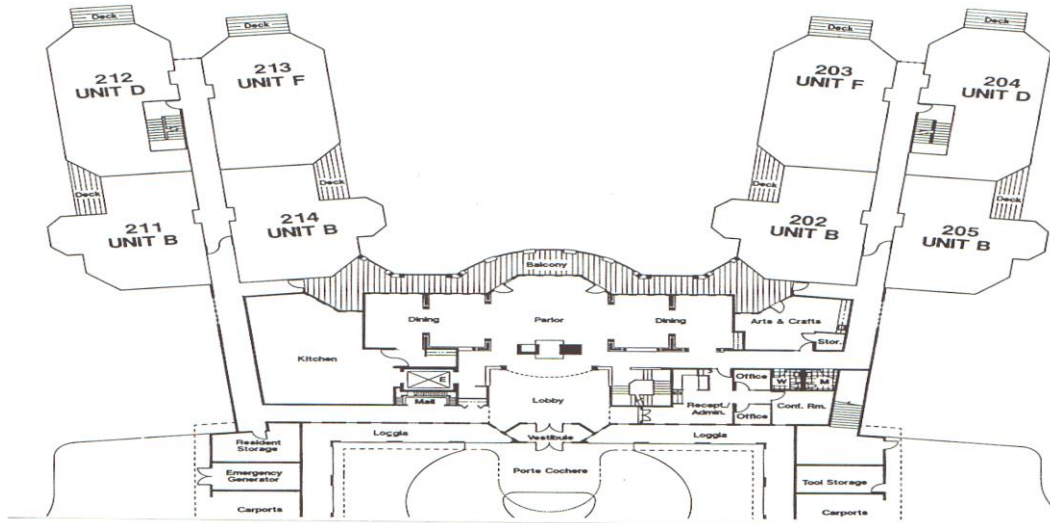 Deck
Deck
Deck
Deck
212
UNIT D
213
UNIT F
203
UNIT F
204
UNIT D
Deck
Deck
Deck
Deck
211
UNIT B
214
UNIT B
202
UNIT B
205
UNIT B
Balcony
Dining
Parlor
Dining
Arts & Crafts
Stor.
Kitchen
E
Mail
Lobby
Recept./
Admin.
Office
Office
W
M
Conf. Rm.
Loggia
Vestibule
Loggia
Resident
Storage
Porte Cochere
Emergency
Generator
Tool Storage
Carports
Carports